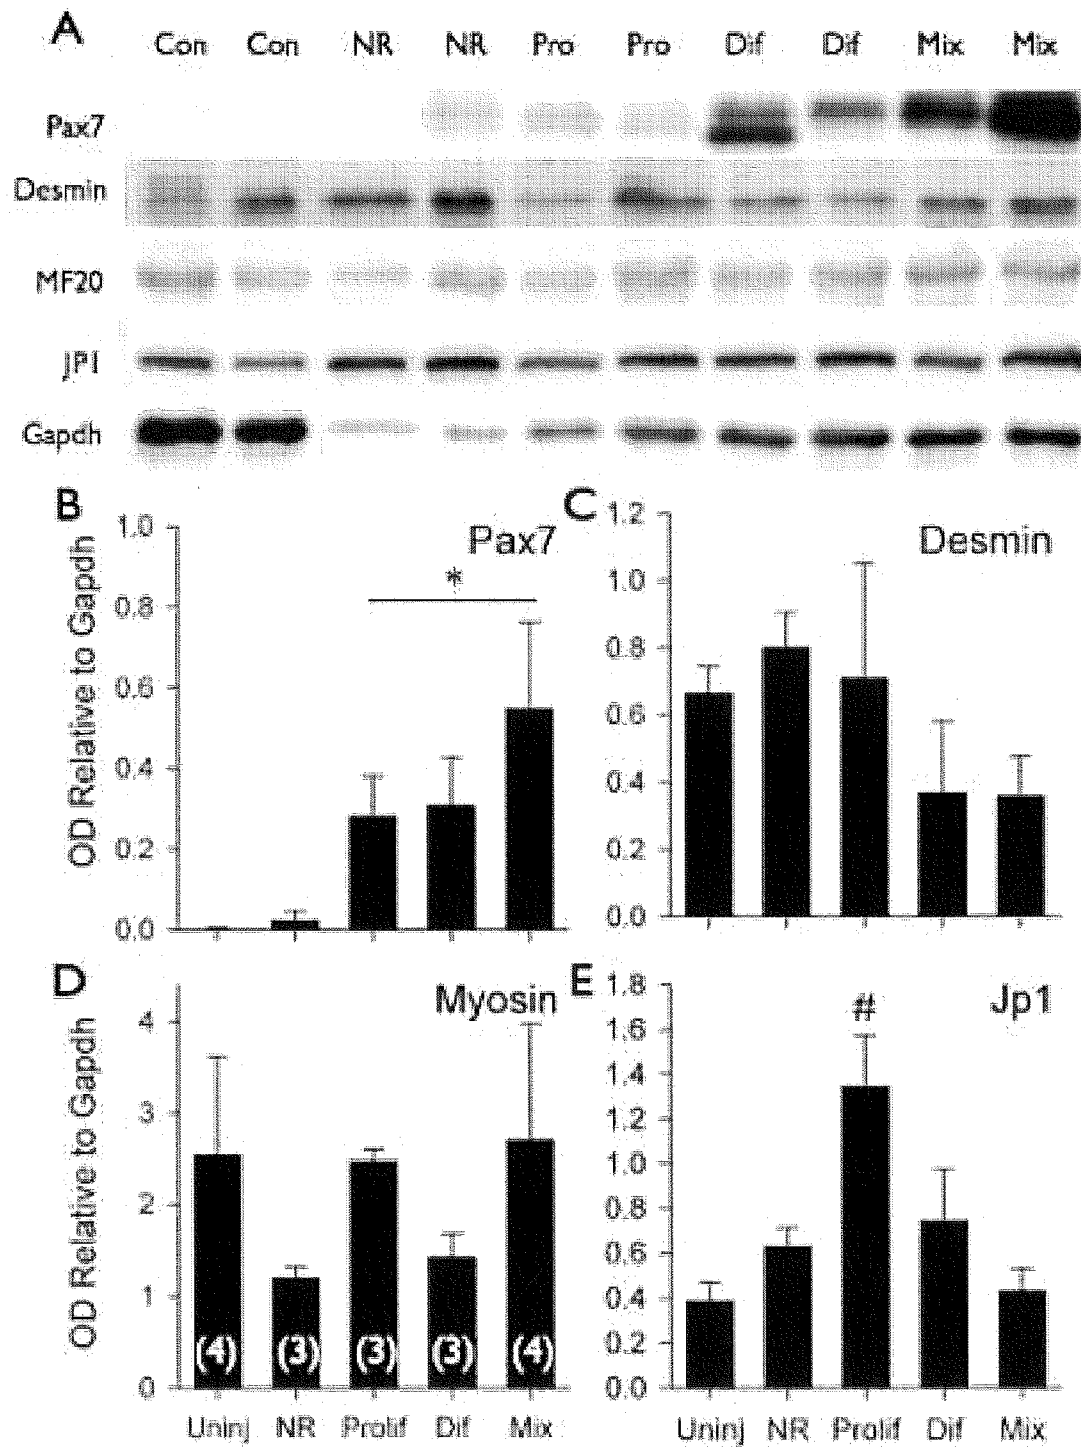 A
Con Con NR NR Pro Pro Dif Dif Mix Mix
Pax7
Desmin
MF20
JP1
Gapdh
B
Pax7
*
OD Relative to Gapdh
1.0
0.8
0.6
0.4
0.2
0.0
C
Desmin
1.2
1.0
0.8
0.6
0.4
0.2
0.0
D
Myosin
OD Relative to Gapdh
4
3
2
1
0
(4) (3) (3) (3) (4)
Uninj NR Prolif Dif Mix
E
Jp1
#
1.8
1.6
1.4
1.2
1.0
0.8
0.6
0.4
0.2
0.0
Uninj NR Prolif Dif Mix